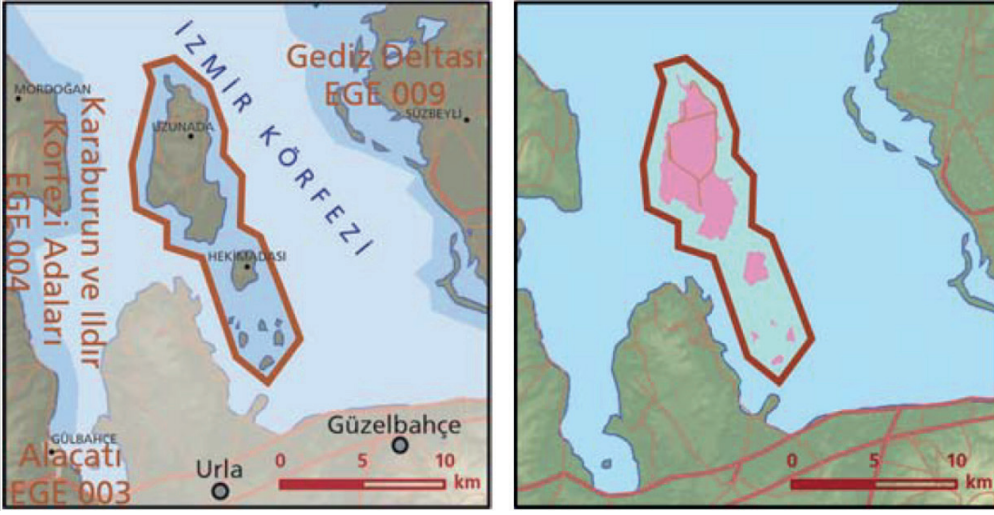 İZMİR KÖRFEZİ
Gediz Deltası
EGE 009
MORDOĞAN
SÜZBEYLİ
UZUNADA
Karaburun ve Ildır
Körfezi Adaları
EGE 004
HEKİMADASI
GÜLBAHÇE
Alaçatı
EGE 003
Güzelbahçe
Urla
0 5 10
km
0 5 10
km